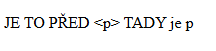 JE TO PŘED <p> TADY je p